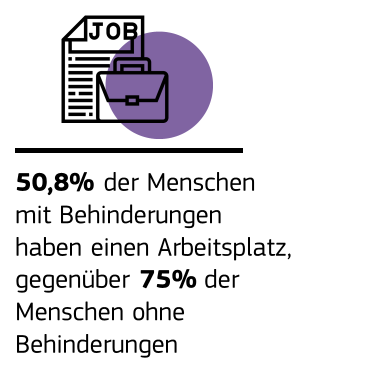 JOB
50,8% der Menschen
mit Behinderungen
haben einen Arbeitsplatz,
gegenüber 75% der
Menschen ohne
Behinderungen